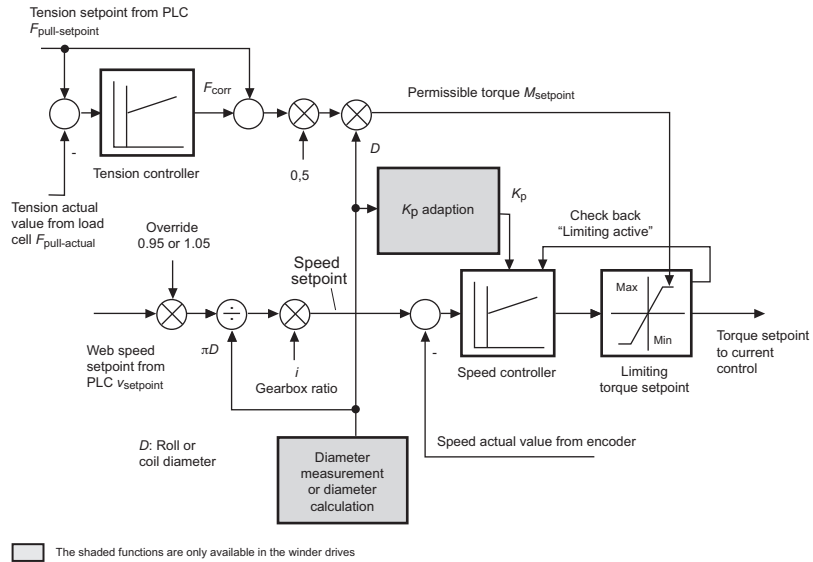 Tension setpoint from PLC
Fpull-setpoint
Fcorr
Permissible torque Msetpoint
-
Tension controller
0,5
D
Tension actual
value from load
cell Fpull-actual
Kp adaption
Kp
Check back
"Limiting active"
Override
0.95 or 1.05
Speed
setpoint
Max
Min
÷
Web speed
setpoint from
PLC vsetpoint
πD
i
Gearbox ratio
-
Speed controller
Limiting
torque setpoint
Torque setpoint
to current
control
D: Roll or
coil diameter
Diameter
measurement
or diameter
calculation
Speed actual value from encoder
The shaded functions are only available in the winder drives